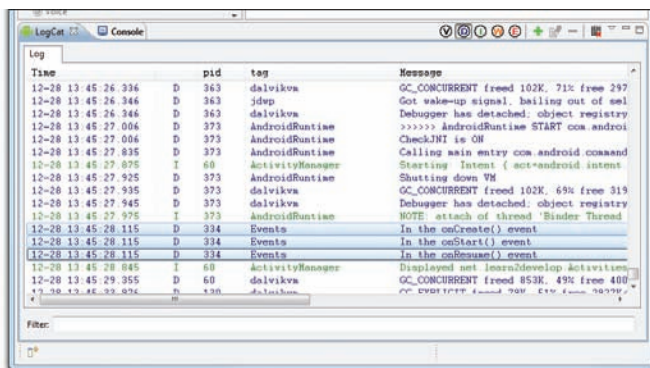 Voice
LogCat Console
V D I W E
Log
Time pid tag Message
12-28 13:45:26.336 D 363 dalvikvm GC_CONCURRENT freed 102K, 71% free 297
12-28 13:45:26.346 D 363 jdwp Got wake-up signal, bailing out of sel
12-28 13:45:26.346 D 363 dalvikvm Debugger has detached; object registry
12-28 13:45:27.006 D 373 AndroidRuntime >>>>>> AndroidRuntime START com.androi
12-28 13:45:27.006 D 373 AndroidRuntime CheckJNI is ON
12-28 13:45:27.835 D 373 AndroidRuntime Calling main entry com.android.command
12-28 13:45:27.875 I 60 ActivityManager Starting: Intent { act=android.intent
12-28 13:45:27.925 D 373 AndroidRuntime Shutting down VM
12-28 13:45:27.935 D 373 dalvikvm GC_CONCURRENT freed 102K, 69% free 319
12-28 13:45:27.945 D 373 dalvikvm Debugger has detached; object registry
12-28 13:45:27.975 I 373 AndroidRuntime NOTE: attach of thread 'Binder Thread
12-28 13:45:28.115 D 334 Events In the onCreate() event
12-28 13:45:28.115 D 334 Events In the onStart() event
12-28 13:45:28.115 D 334 Events In the onResume() event
12-28 13:45:28.845 I 60 ActivityManager Displayed net.learn2develop.Activities
12-28 13:45:29.355 D 60 dalvikvm GC_CONCURRENT freed 853K, 49% free 400
Filter: